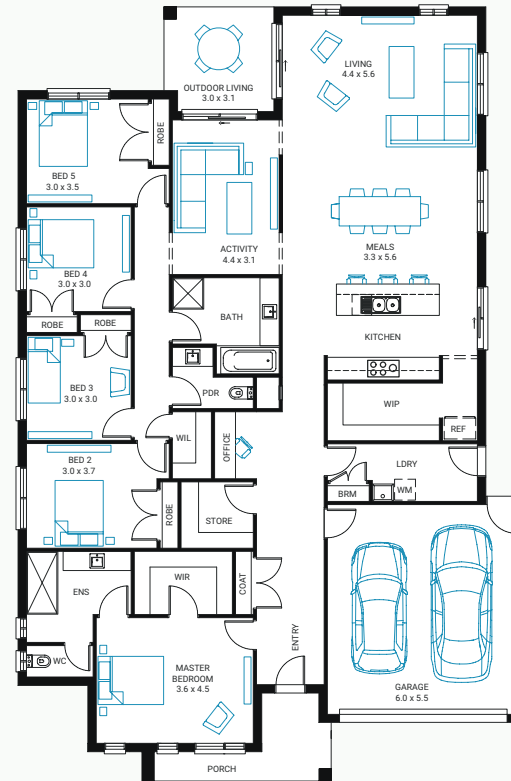 LIVING
4.4 x 5.6
OUTDOOR LIVING
3.0 x 3.1
ROBE
BED 5
3.0 x 3.5
ACTIVITY
4.4 x 3.1
MEALS
3.3 x 5.6
BED 4
3.0 x 3.0
ROBE
ROBE
BATH
KITCHEN
BED 3
3.0 x 3.0
PDR
WIP
REF
WIL
OFFICE
BED 2
3.0 x 3.7
LDRY
BRM
WM
ROBE
STORE
ENS
WIR
COAT
WC
ENTRY
MASTER
BEDROOM
3.6 x 4.5
GARAGE
6.0 x 5.5
PORCH